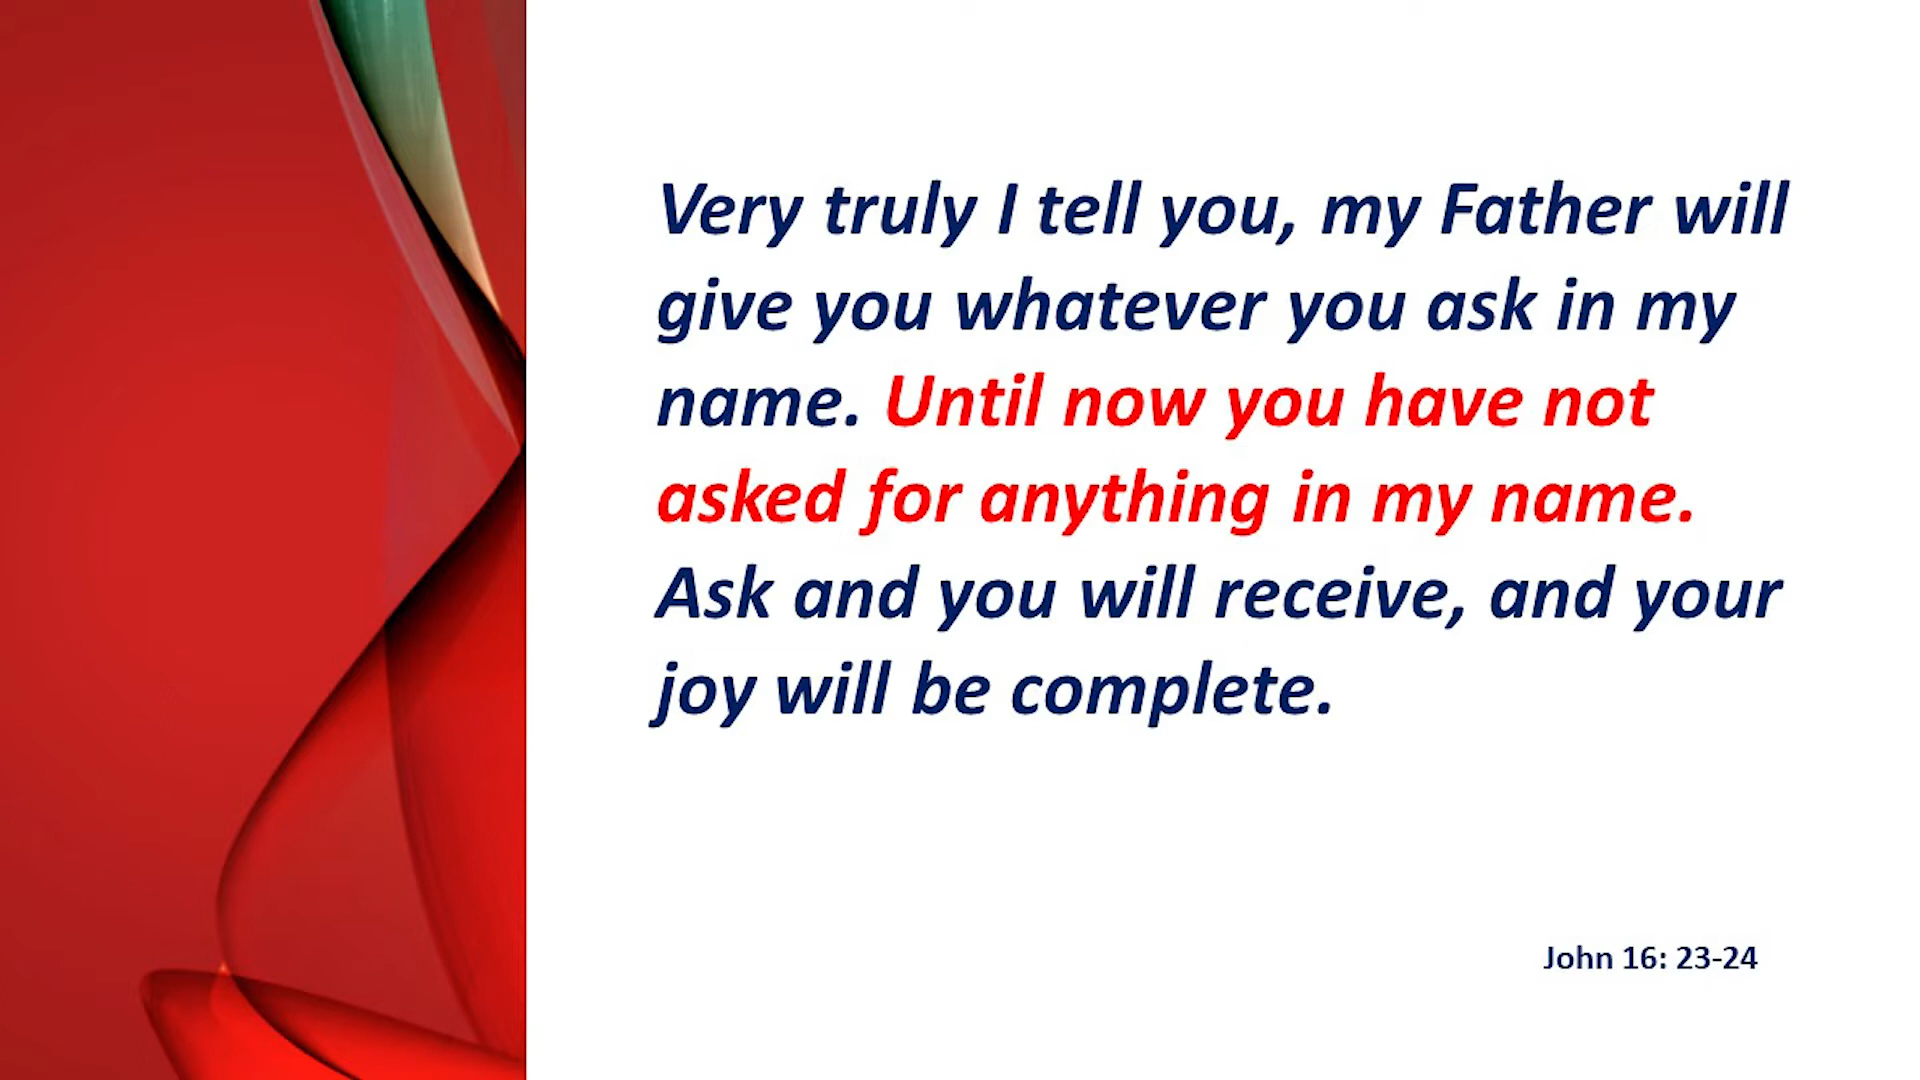 Very truly I tell you, my Father will
give you whatever you ask in my
name. Until now you have not
asked for anything in my name.
Ask and you will receive, and your
joy will be complete.
John 16: 23-24